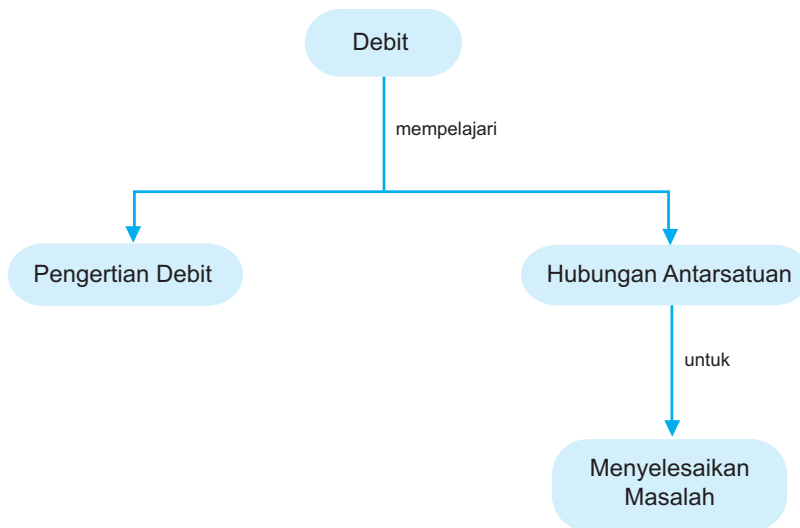 Debit
mempelajari
Pengertian Debit
Hubungan Antarsatuan
untuk
Menyelesaikan
Masalah